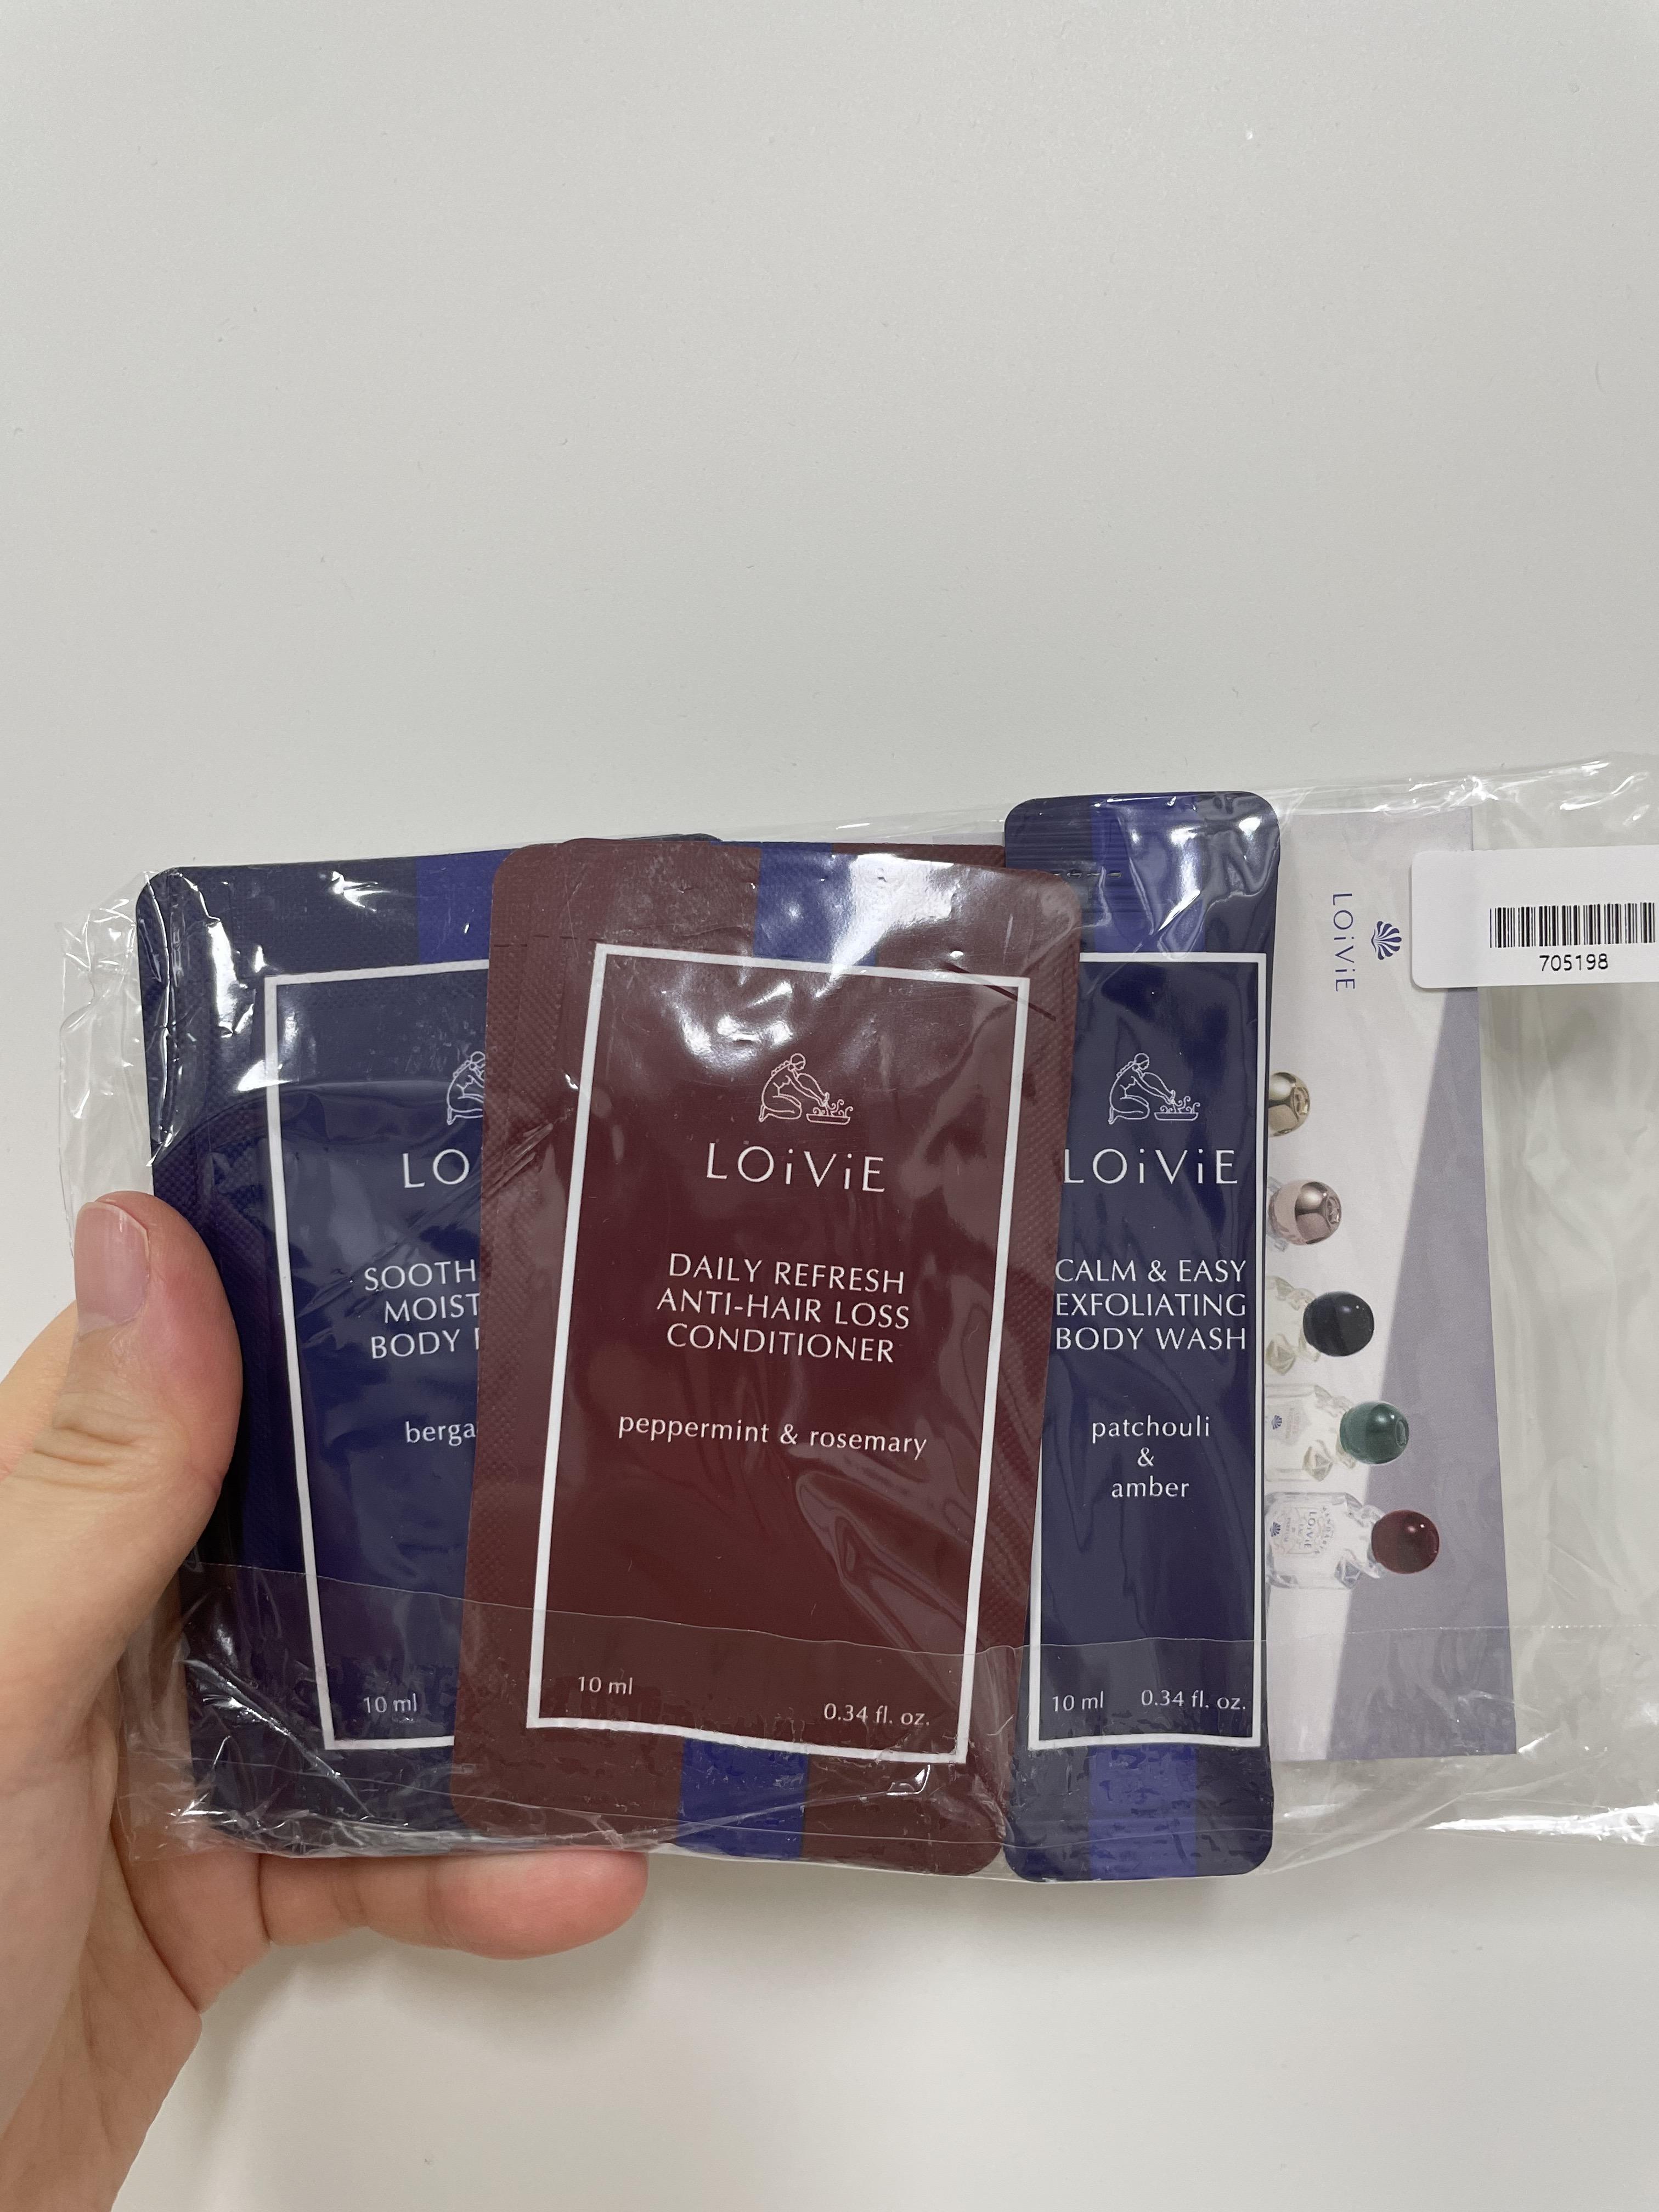 LO
SOOTH
MOIST
BODY
berga
10 ml
LOiViE
DAILY REFRESH
ANTI-HAIR LOSS
CONDITIONER
peppermint & rosemary
10 ml
0.34 fl. oz.
LOiViE
CALM & EASY
EXFOLIATING
BODY WASH
patchouli
&
amber
10 ml
0.34 fl. oz.
LOiViE
705198
LOiViE